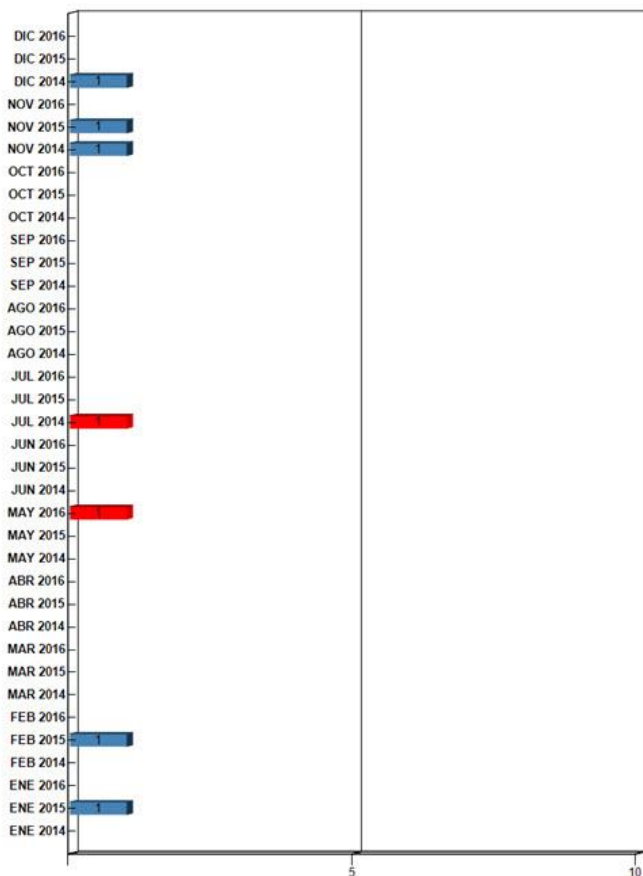 DIC 2016
DIC 2015
DIC 2014 1
NOV 2016
NOV 2015 1
NOV 2014 1
OCT 2016
OCT 2015
OCT 2014
SEP 2016
SEP 2015
SEP 2014
AGO 2016
AGO 2015
AGO 2014
JUL 2016
JUL 2015
JUL 2014 1
JUN 2016
JUN 2015
JUN 2014
MAY 2016 1
MAY 2015
MAY 2014
ABR 2016
ABR 2015
ABR 2014
MAR 2016
MAR 2015
MAR 2014
FEB 2016
FEB 2015 1
FEB 2014
ENE 2016
ENE 2015 1
ENE 2014
5 10